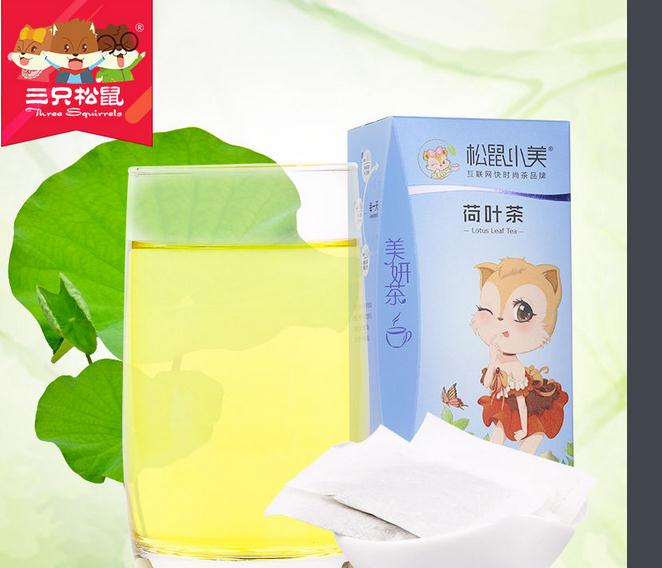 三只松鼠®
Three Squirrels
松鼠小美®
互联网快时尚茶品牌
荷叶茶
— Lotus Leaf Tea —
美妍茶